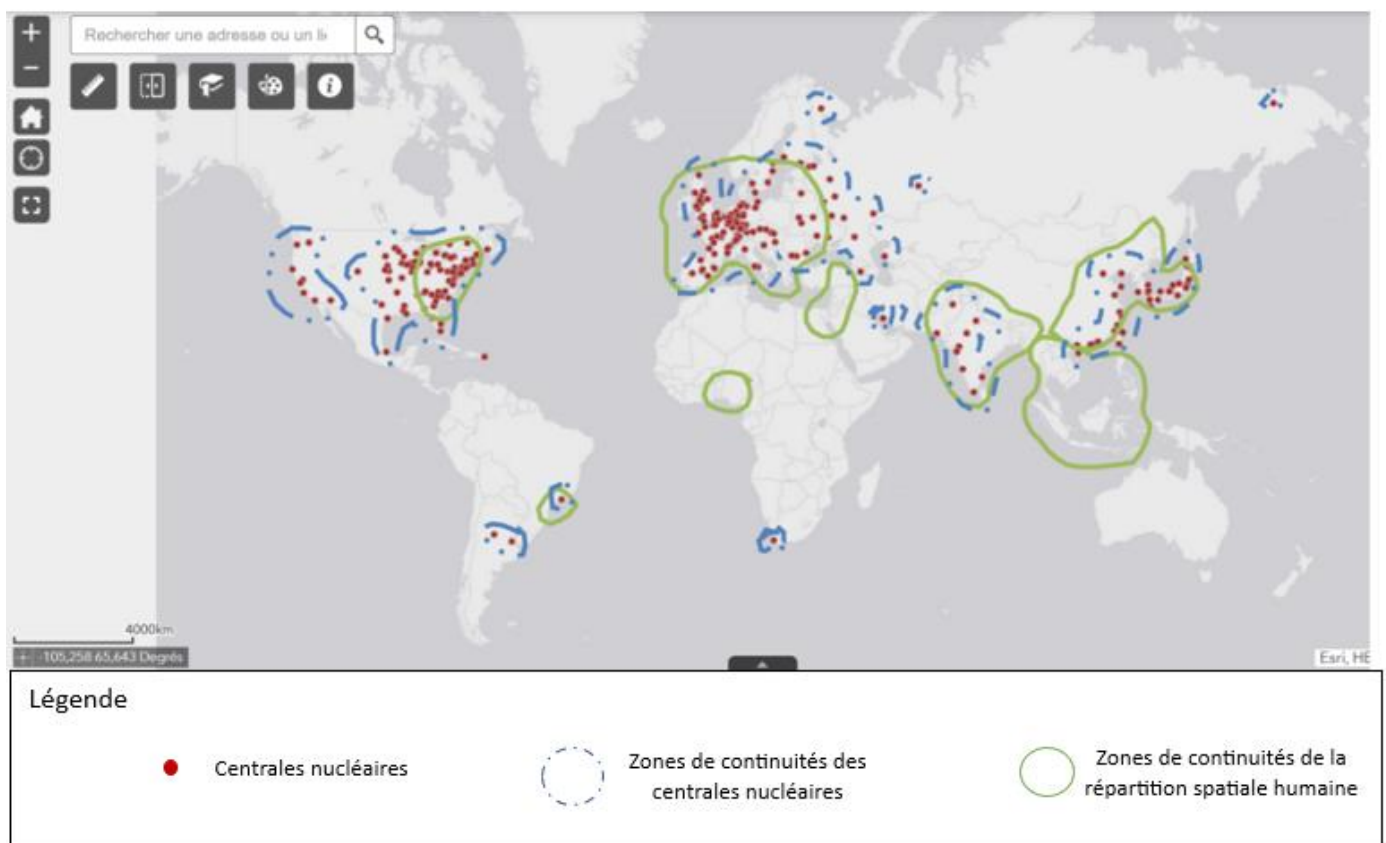 Rechercher une adresse ou un li
4000km
-105,258 65,643 Degrés
Esri, HE
Légende
Centrales nucléaires
Zones de continuités des
centrales nucléaires
Zones de continuités de la
répartition spatiale humaine